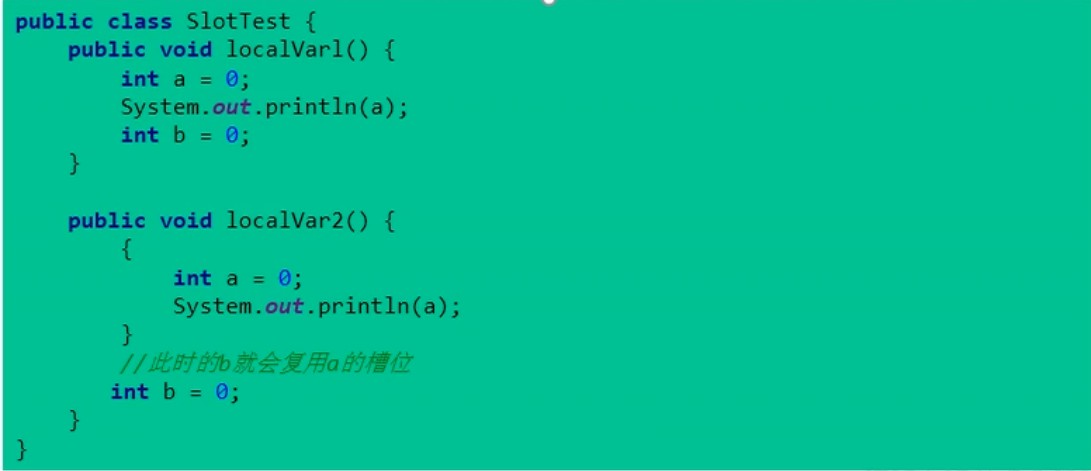 public class SlotTest {
public void localVarl() {
int a = 0;
System.out.println(a);
int b = 0;
}
public void localVar2() {
{
int a = 0;
System.out.println(a);
}
//此时的b就会复用a的槽位
int b = 0;
}
}